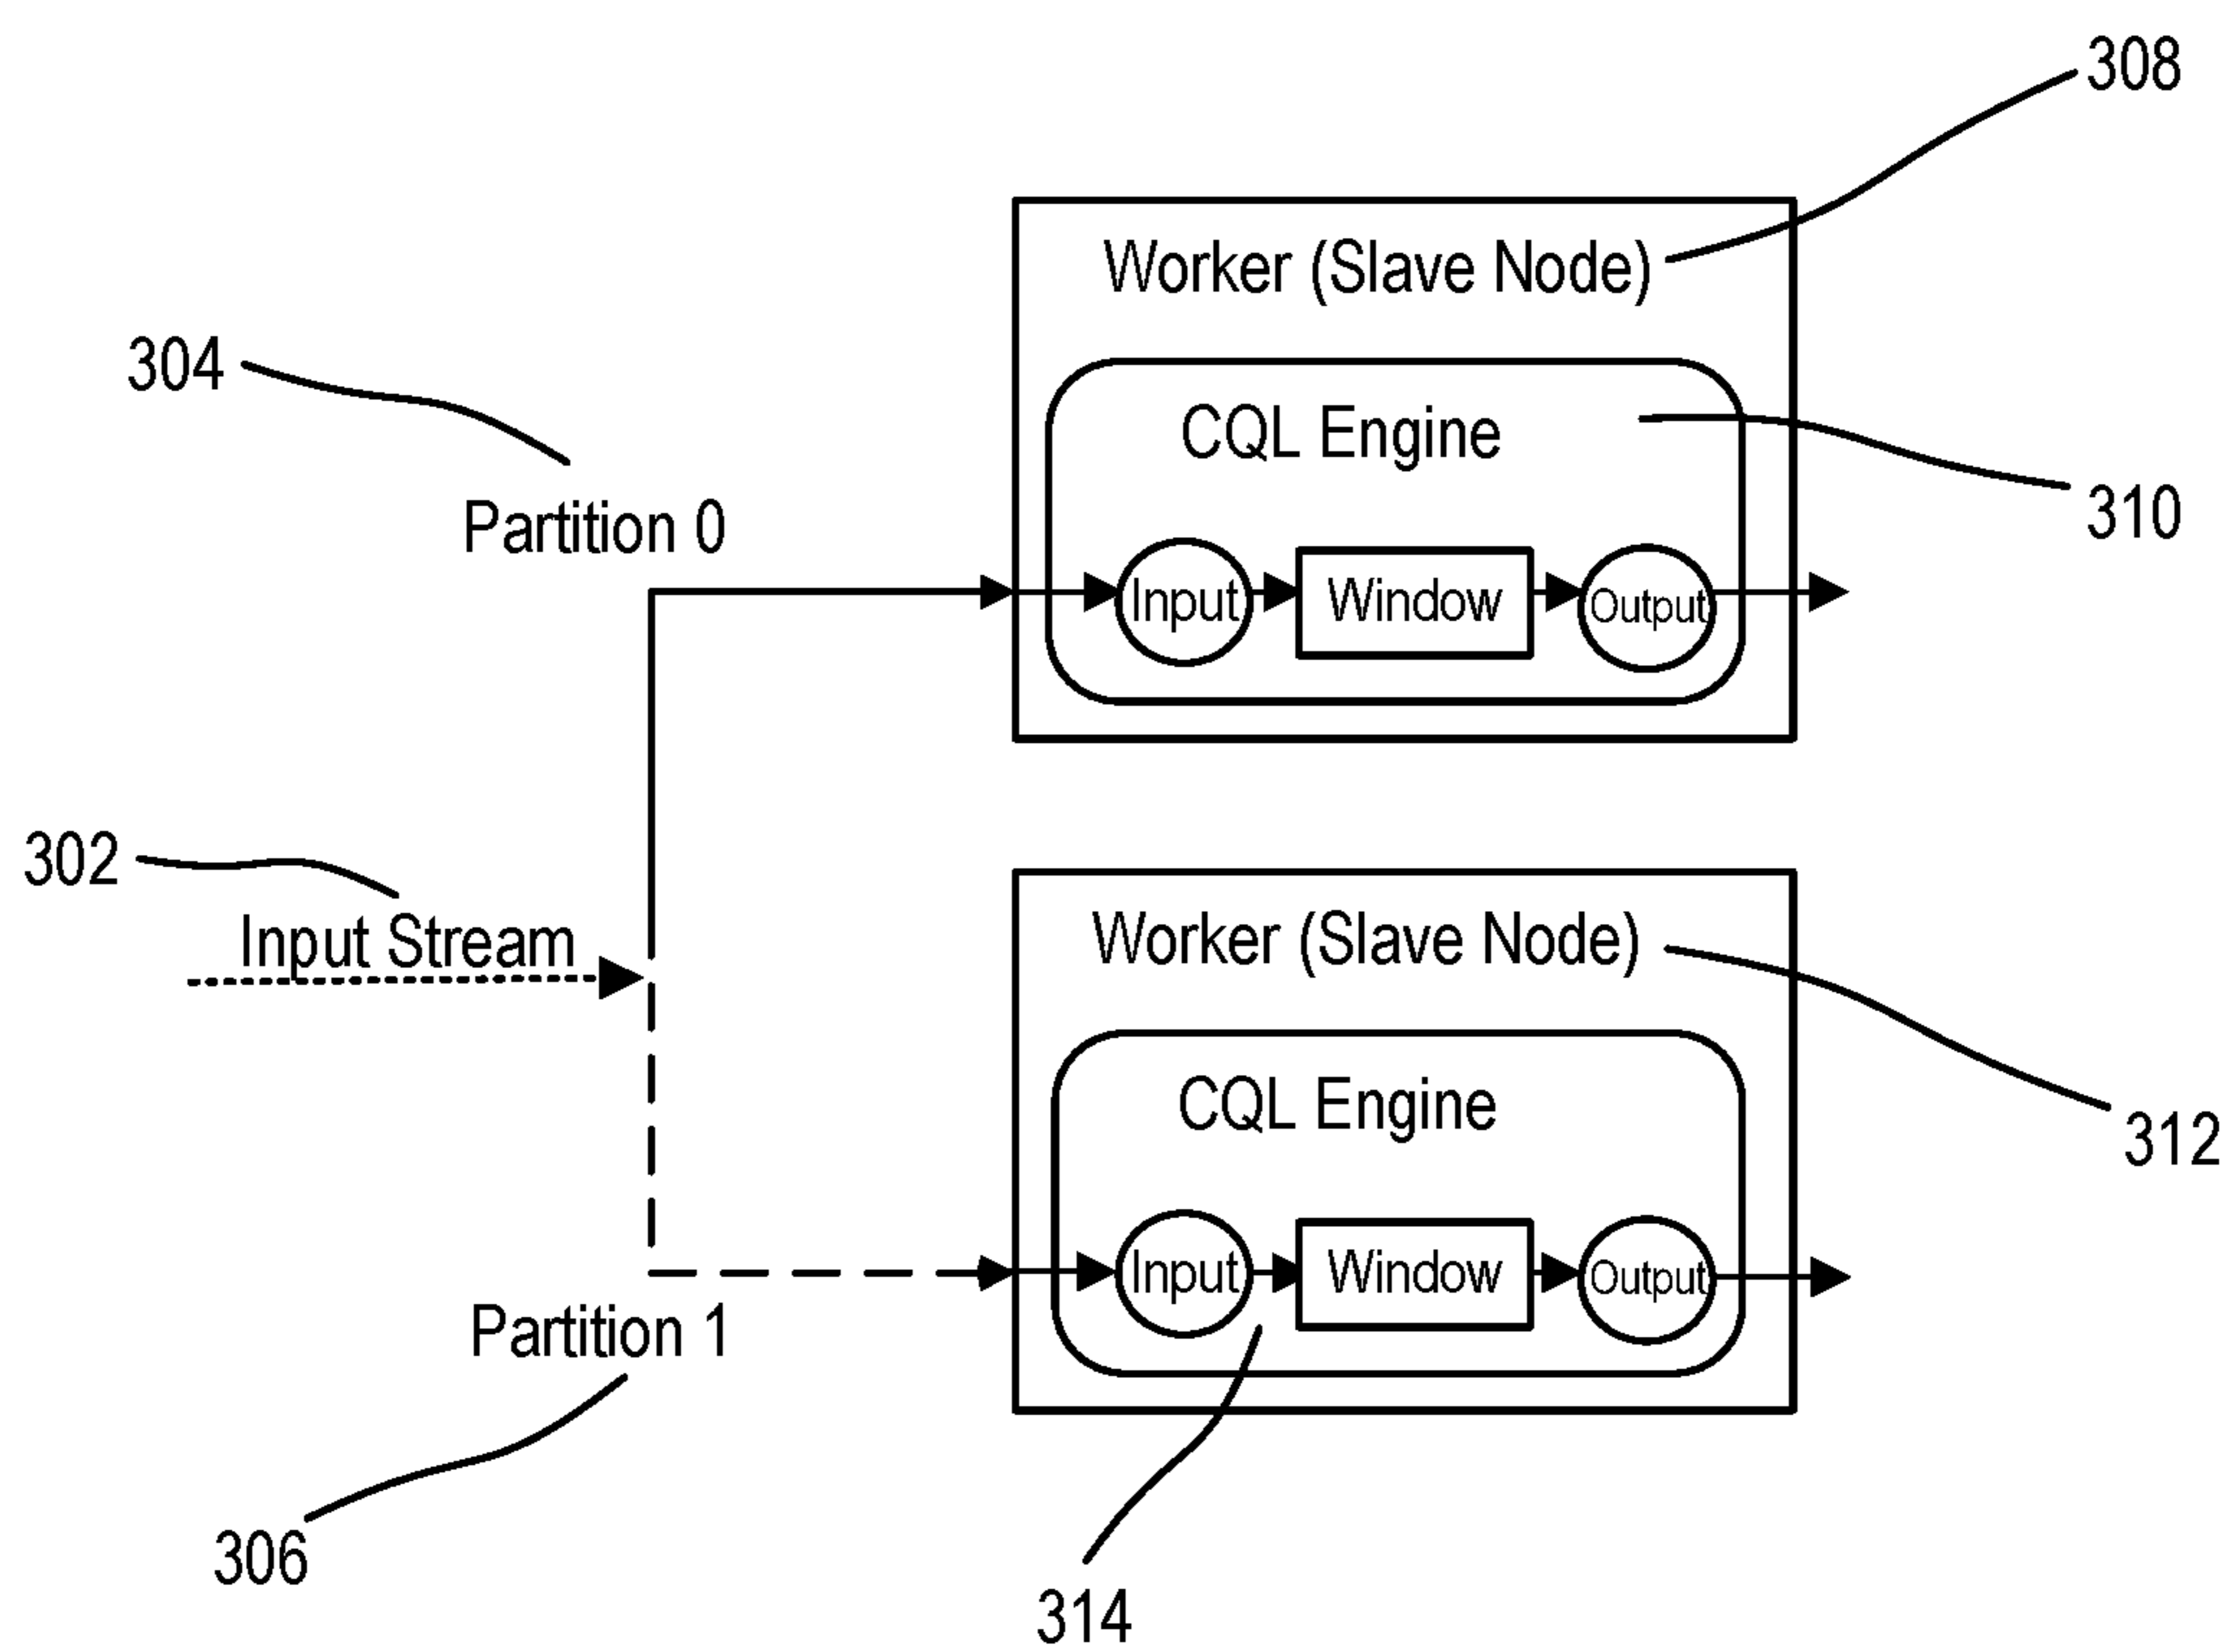 308
Worker (Slave Node)
304
CQL Engine
310
Partition 0
Input
Window
Output
302
Input Stream
Worker (Slave Node)
CQL Engine
312
Input
Window
Output
Partition 1
306
314